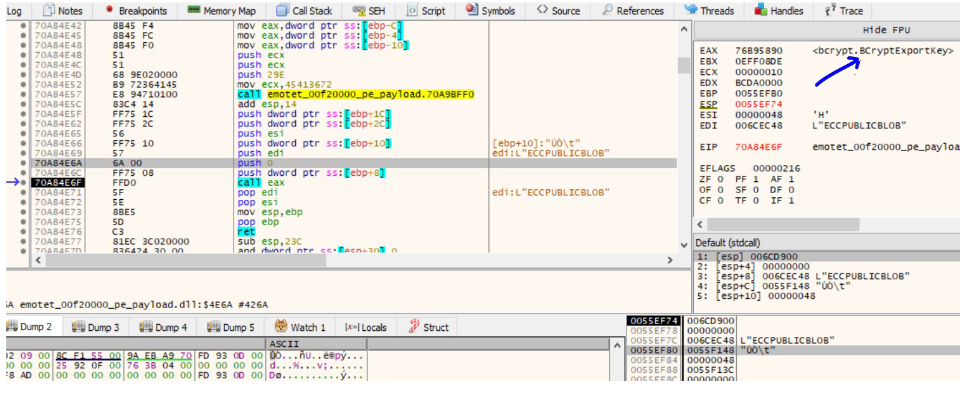 Log Notes Breakpoints Memory Map Call Stack SEH Script Symbols Source References Threads Handles Trace
70A84E42 8B45 F4 mov eax,dword ptr ss:[ebp-C]
70A84E45 8B45 FC mov eax,dword ptr ss:[ebp-4]
70A84E48 8B45 F0 mov eax,dword ptr ss:[ebp-10]
70A84E4B 51 push ecx
70A84E4C 51 push ecx
70A84E4D 68 9E020000 push 29E
70A84E52 B9 72364145 mov ecx,45413672
70A84E57 E8 94710100 call emotet_00f20000_pe_payload.70A9BFF0
70A84E5C 83C4 14 add esp,14
70A84E5F FF75 1C push dword ptr ss:[ebp+1C]
70A84E62 FF75 2C push dword ptr ss:[ebp+2C]
70A84E65 56 push esi
70A84E66 FF75 10 push dword ptr ss:[ebp+10] [ebp+10]:"ÙÒ\t"
70A84E69 57 push edi edi:L"ECCPUBLICBLOB"
70A84E6A 6A 00 push 0
70A84E6C FF75 08 push dword ptr ss:[ebp+8]
70A84E6F FFD0 call eax
70A84E71 5F pop edi edi:L"ECCPUBLICBLOB"
70A84E72 5E pop esi
70A84E73 8BE5 mov esp,ebp
70A84E75 5D pop ebp
70A84E76 C3 ret
70A84E77 81EC 3C020000 sub esp,23C
70A84E7D 836424 30 00 and dword ptr ss:[esp+30],0
Hide FPU
EAX 76B95890 <bcrypt.BCryptExportKey>
EBX 0EFF08DE
ECX 00000010
EDX BCDA0000
EBP 0055EFB0
ESP 0055EF74
ESI 00000048 'H'
EDI 006CEC48 L"ECCPUBLICBLOB"
EIP 70A84E6F emotet_00f20000_pe_payloa
EFLAGS 00000216
ZF 0 PF 1 AF 1
OF 0 SF 0 DF 0
CF 0 TF 0 IF 1
Default (stdcall)
1: [esp] 006CD900
2: [esp+4] 00000000
3: [esp+8] 006CEC48 L"ECCPUBLICBLOB"
4: [esp+C] 0055F148 "ÙÒ\t"
5: [esp+10] 00000048
6A emotet_00f20000_pe_payload.dll:$4E6A #426A
Dump 2 Dump 3 Dump 4 Dump 5 Watch 1 [x=] Locals Struct
ASCII
02 09 00 8C F1 55 00 9A EB A9 70 FD 93 0D 00
00 00 00 25 92 0F 00 76 3B 04 00 00 00 00 00
F8 AD 00 00 00 00 00 00 00 00 00 FD 93 0D 00
0055EF74 006CD900
0055EF78 00000000
0055EF7C 006CEC48 L"ECCPUBLICBLOB"
0055EF80 0055F148 "ÙÒ\t"
0055EF84 00000048
0055EF88 0055F13C
0055EF8C 00000000